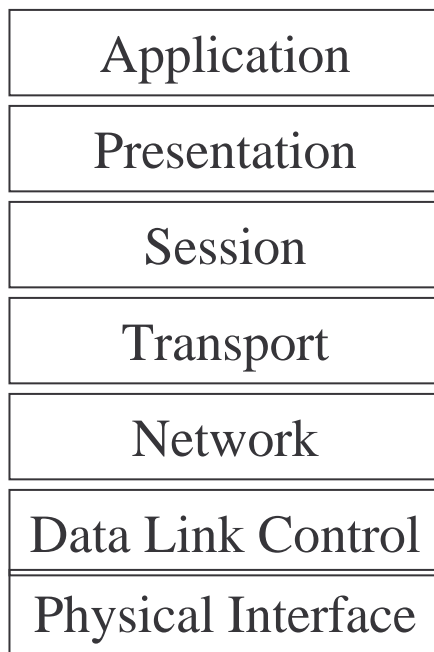 Application
Presentation
Session
Transport
Network
Data Link Control
Physical Interface